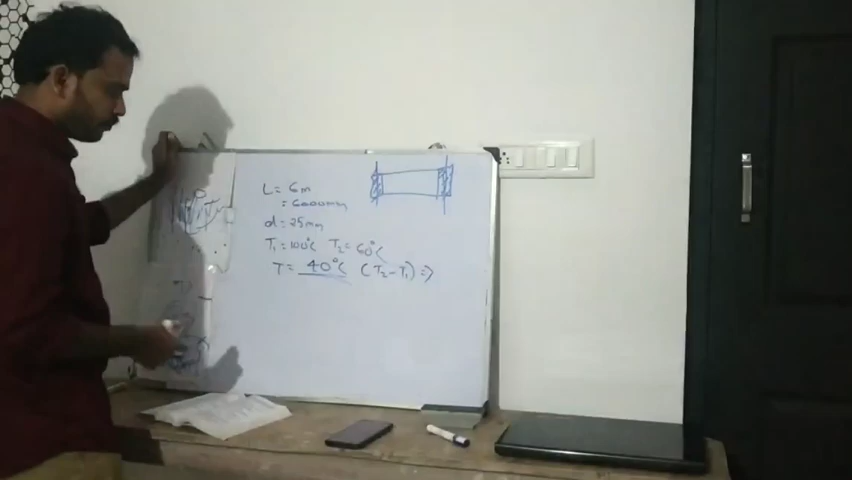 L = 6m
= 6000mm
d = 25mm
T₁ = 100°C T₂ = 60°C
T = 40°C (T₂-T₁) =>